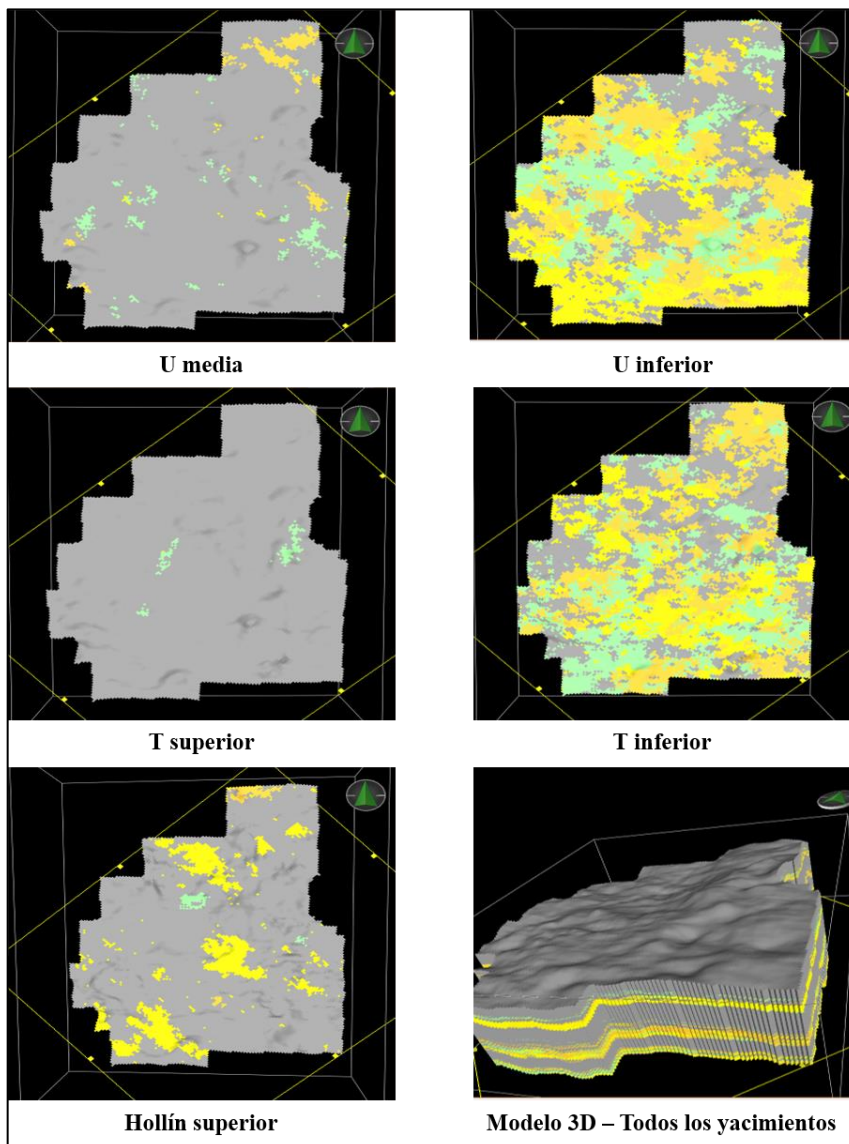 U media
U inferior
T superior
T inferior
Hollín superior
Modelo 3D – Todos los yacimientos